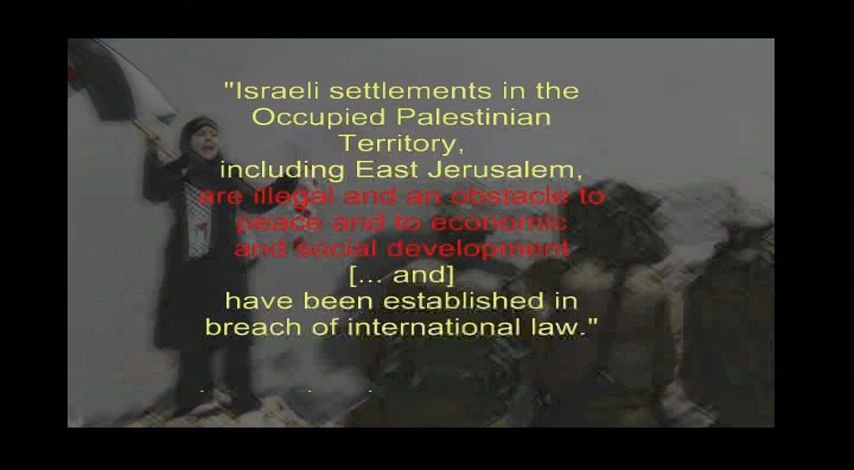 "Israeli settlements in the
Occupied Palestinian
Territory,
including East Jerusalem,
are illegal and an obstacle to
peace and to economic
and social development
[... and]
have been established in
breach of international law."